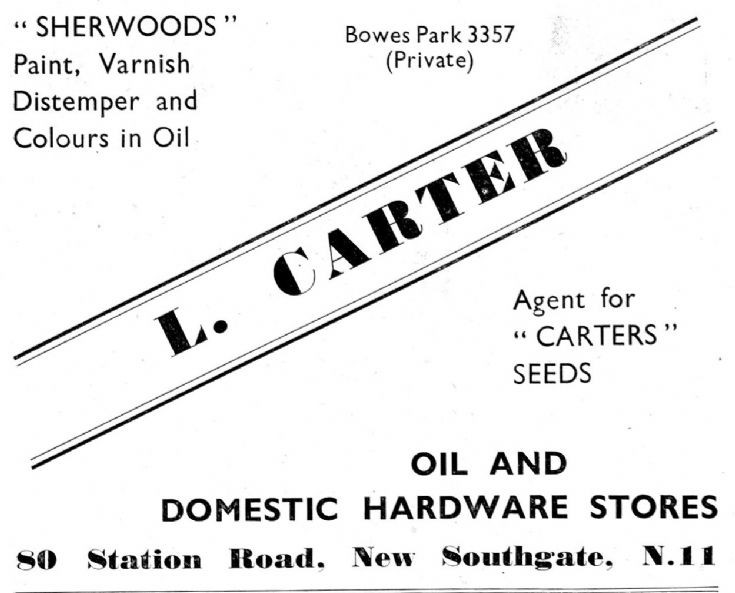 “ SHERWOODS ”
Paint, Varnish
Distemper and
Colours in Oil
Bowes Park 3357
(Private)
L. CARTER
Agent for
“ CARTERS ”
SEEDS
OIL AND
DOMESTIC HARDWARE STORES
80 Station Road, New Southgate, N.11